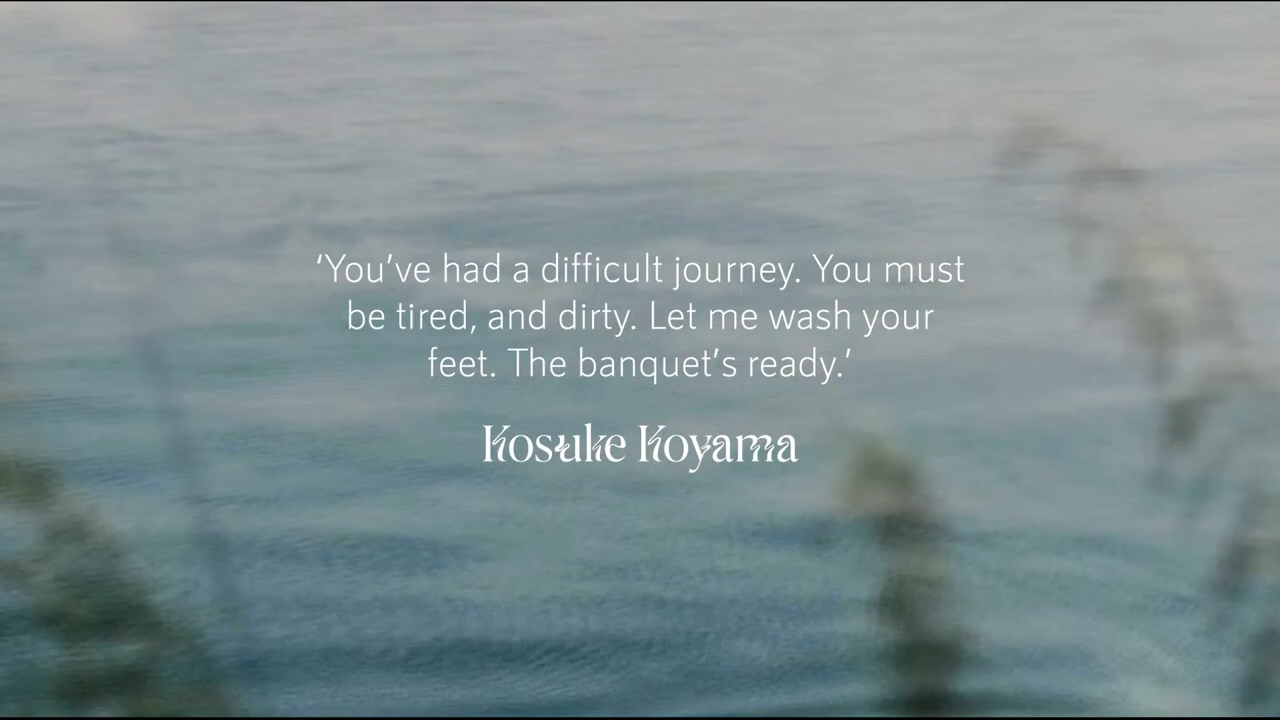 ‘You’ve had a difficult journey. You must
be tired, and dirty. Let me wash your
feet. The banquet’s ready.’
Kosuke Koyama